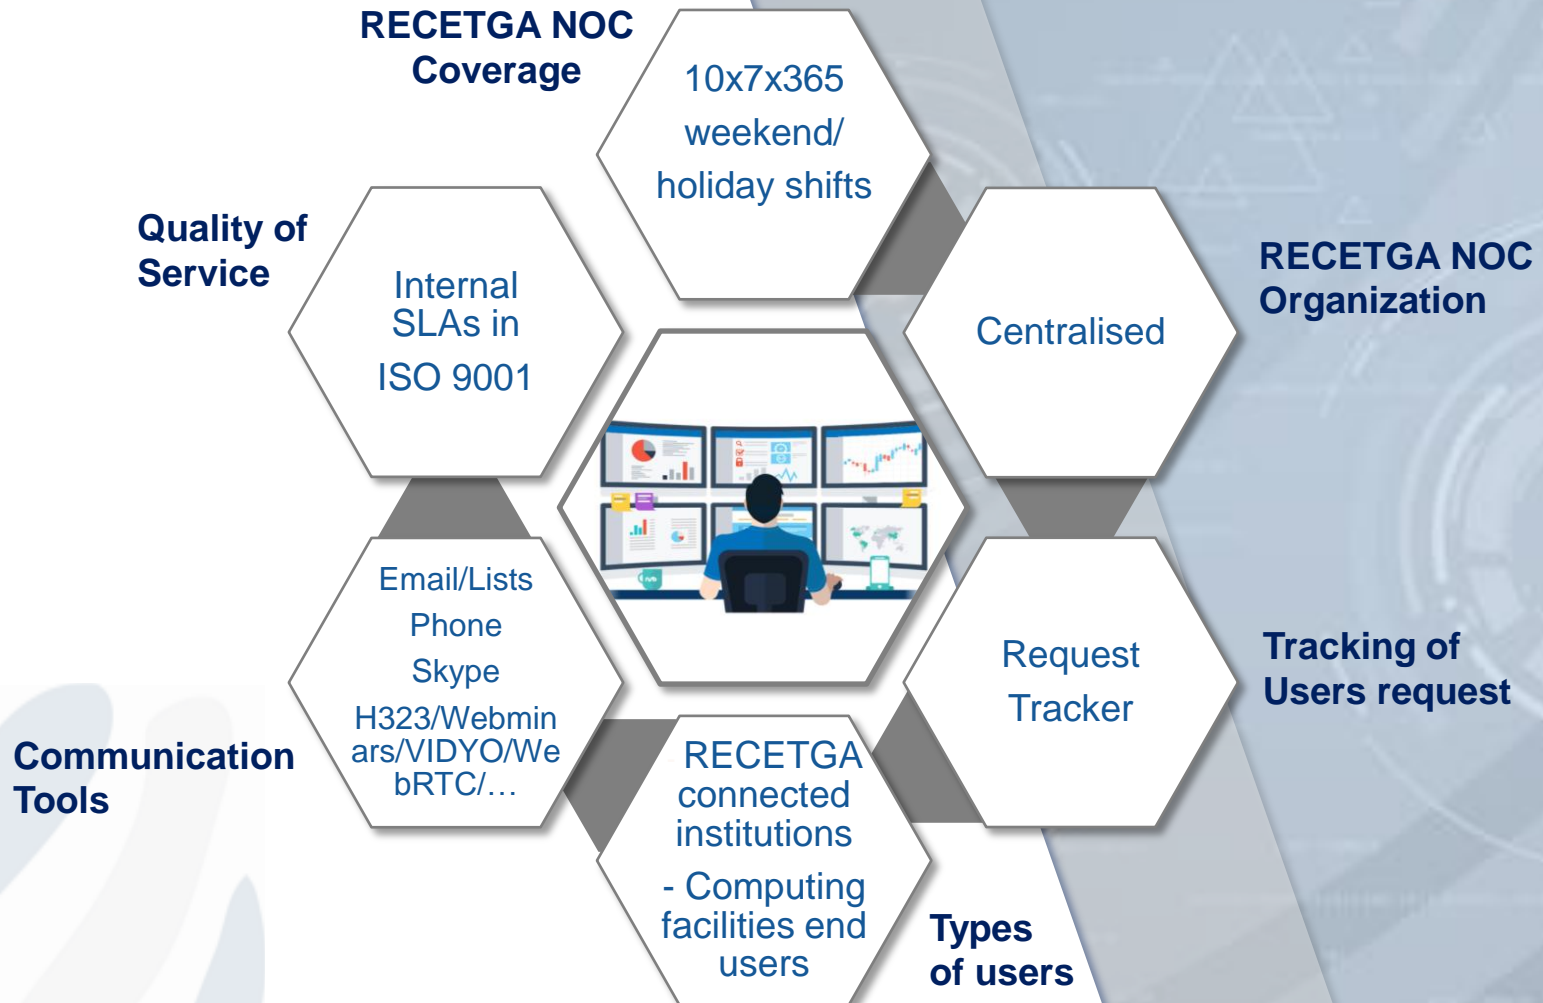 RECETGA NOC
Coverage
10x7x365
weekend/
holiday shifts
RECETGA NOC
Organization
Centralised
Tracking of
Users request
Request
Tracker
Types
of users
RECETGA
connected
institutions
- Computing
facilities end
users
Communication
Tools
Email/Lists
Phone
Skype
H323/Webmin
ars/VIDYO/We
bRTC/…
Quality of
Service
Internal
SLAs in
ISO 9001